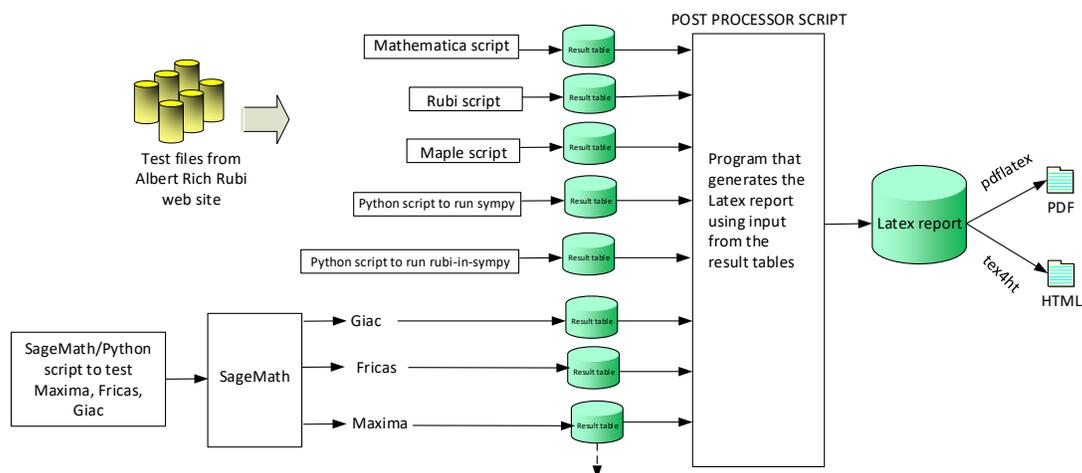 POST PROCESSOR SCRIPT
Mathematica script
Result table
Rubi script
Result table
Test files from
Albert Rich Rubi
web site
Maple script
Result table
Python script to run sympy
Result table
Python script to run rubi-in-sympy
Result table
Program that
generates the
Latex report
using input
from the
result tables
Latex report
pdflatex
PDF
tex4ht
HTML
SageMath/Python
script to test
Maxima, Fricas,
Giac
SageMath
Giac
Result table
Fricas
Result table
Maxima
Result table